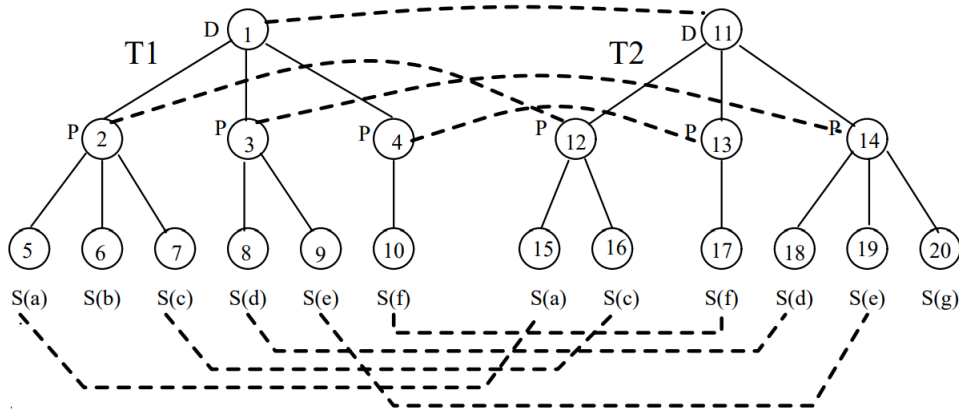 D 1 D 11
T1 T2
P 2 P 3 P 4 P 12 P 13 P 14
5 6 7 8 9 10 15 16 17 18 19 20
S(a) S(b) S(c) S(d) S(e) S(f) S(a) S(c) S(f) S(d) S(e) S(g)